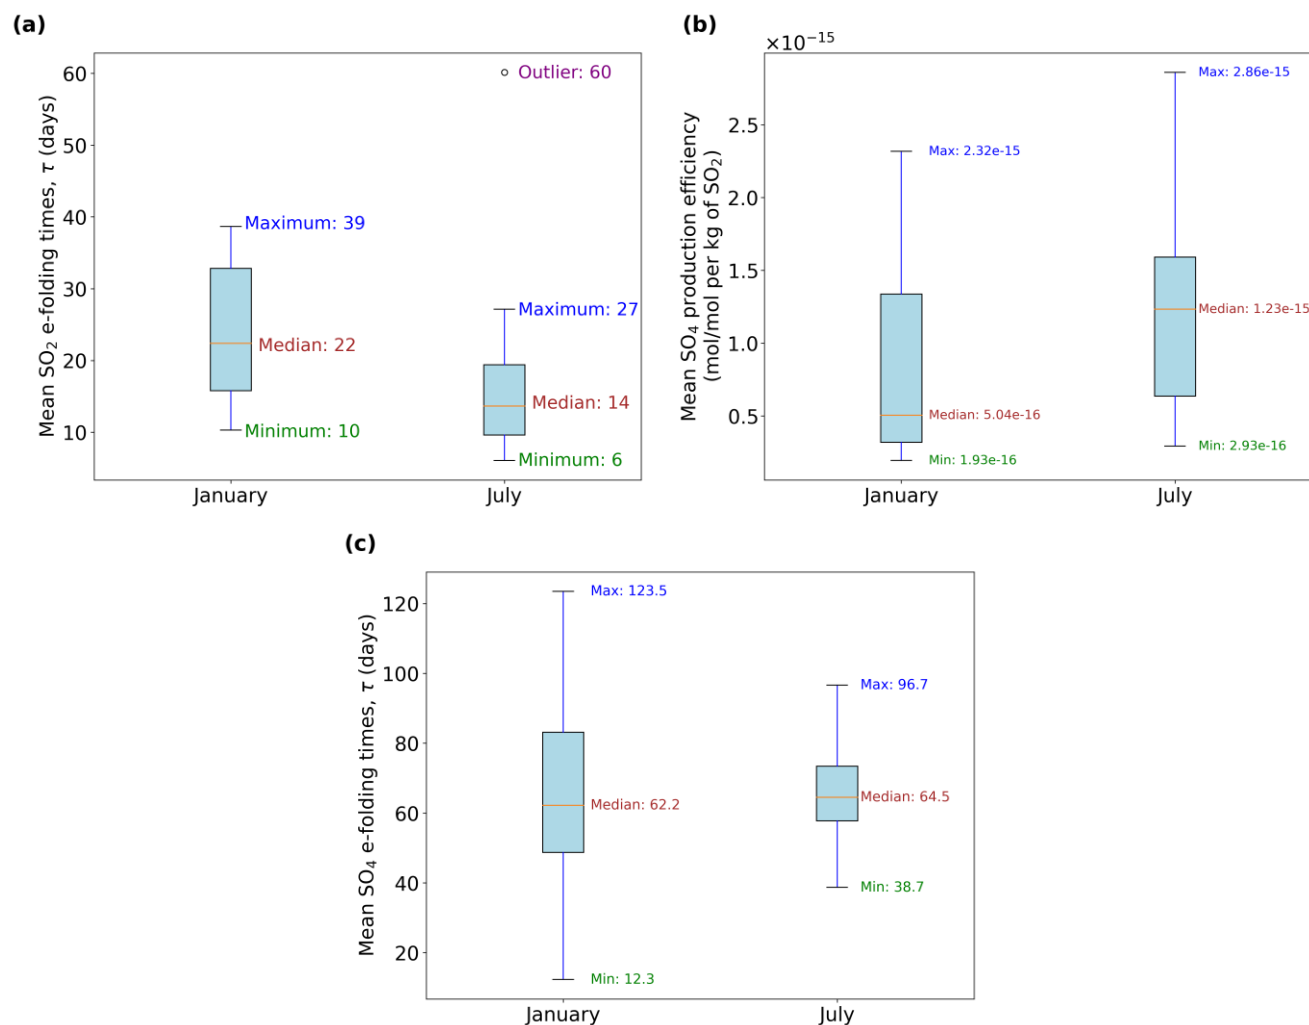 (a)
Mean SO₂ e-folding times, τ (days)
60
50
40
30
20
10
Outlier: 60
Maximum: 39
Median: 22
Minimum: 10
Maximum: 27
Median: 14
Minimum: 6
January
July
(b)
×10⁻¹⁵
Mean SO₄ production efficiency
(mol/mol per kg of SO₂)
2.5
2.0
1.5
1.0
0.5
Max: 2.32e-15
Median: 5.04e-16
Min: 1.93e-16
Max: 2.86e-15
Median: 1.23e-15
Min: 2.93e-16
January
July
(c)
Mean SO₄ e-folding times, τ (days)
120
100
80
60
40
20
Max: 123.5
Median: 62.2
Min: 12.3
Max: 96.7
Median: 64.5
Min: 38.7
January
July